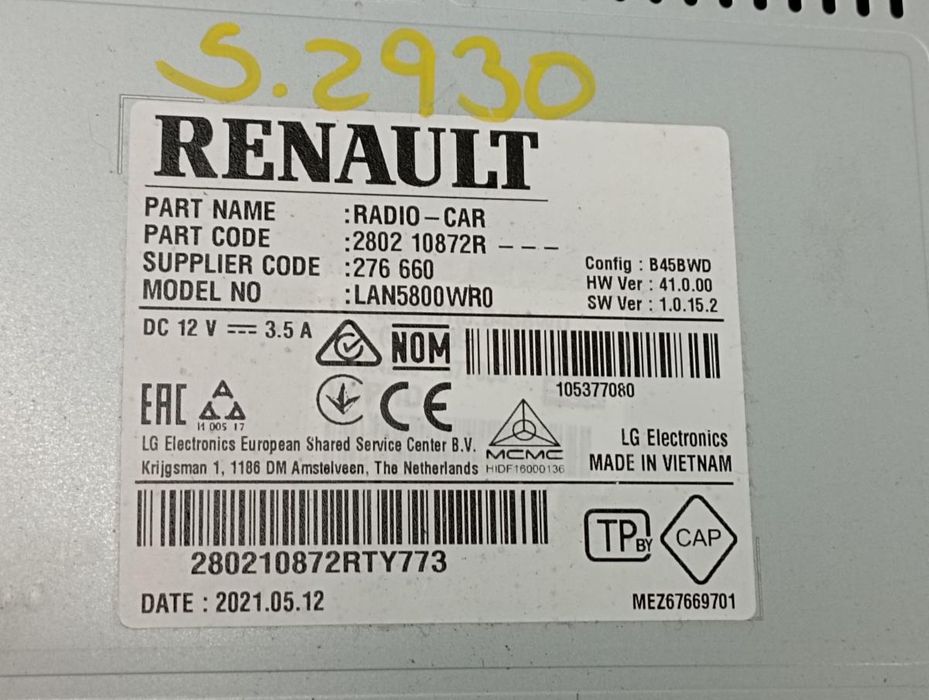 S.2930
RENAULT
PART NAME :RADIO-CAR
PART CODE :2802 10872R ---
SUPPLIER CODE :276 660
MODEL NO :LAN5800WR0
Config : B45BWD
HW Ver : 41.0.00
SW Ver : 1.0.15.2
DC 12 V ⎓ 3.5 A
NOM
105377080
EAC
И005 17
CE
MCMC
HIDF16000136
LG Electronics European Shared Service Center B.V.
Krijgsman 1, 1186 DM Amstelveen, The Netherlands
LG Electronics
MADE IN VIETNAM
280210872RTY773
TP BY
CAP
DATE : 2021.05.12
MEZ67669701